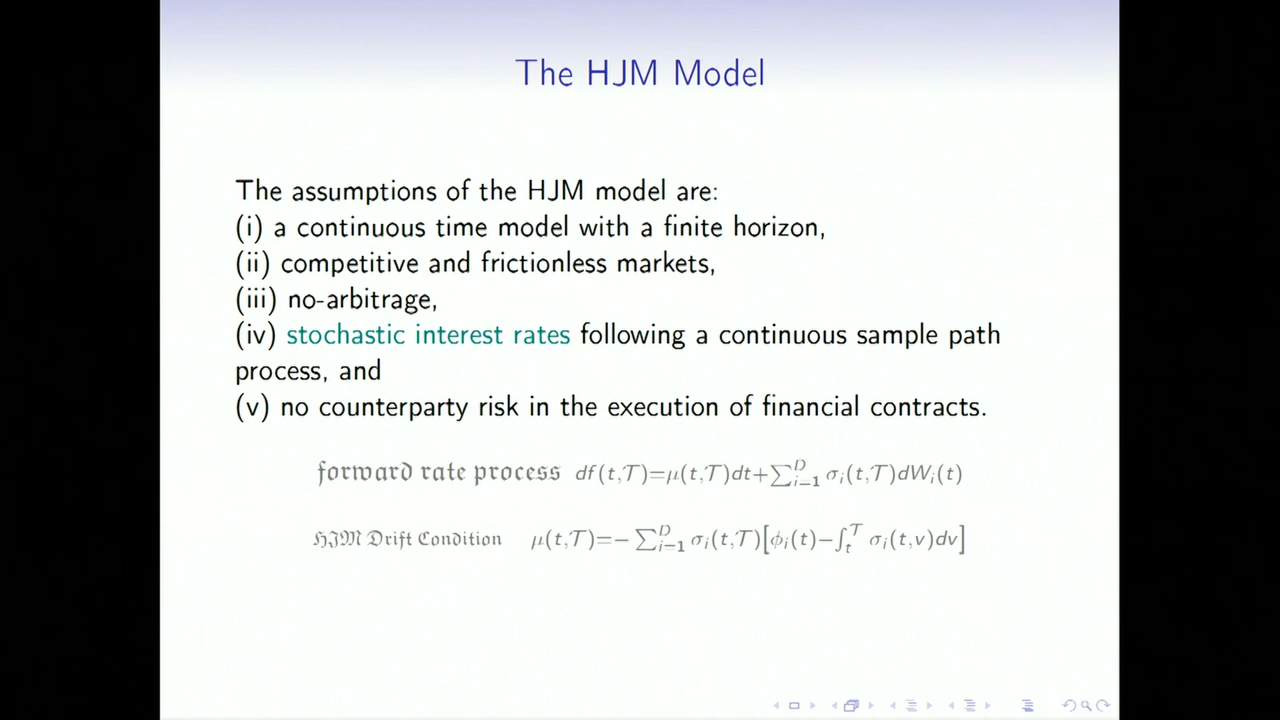 The HJM Model
The assumptions of the HJM model are:
(i) a continuous time model with a finite horizon,
(ii) competitive and frictionless markets,
(iii) no-arbitrage,
(iv) stochastic interest rates following a continuous sample path
process, and
(v) no counterparty risk in the execution of financial contracts.
forward rate process df(t,T)=μ(t,T)dt+∑_{i−1}^{D} σ_i(t,T)dW_i(t)
HJM Drift Condition μ(t,T)=−∑_{i−1}^{D} σ_i(t,T)[ϕ_i(t)−∫_t^T σ_i(t,v)dv]